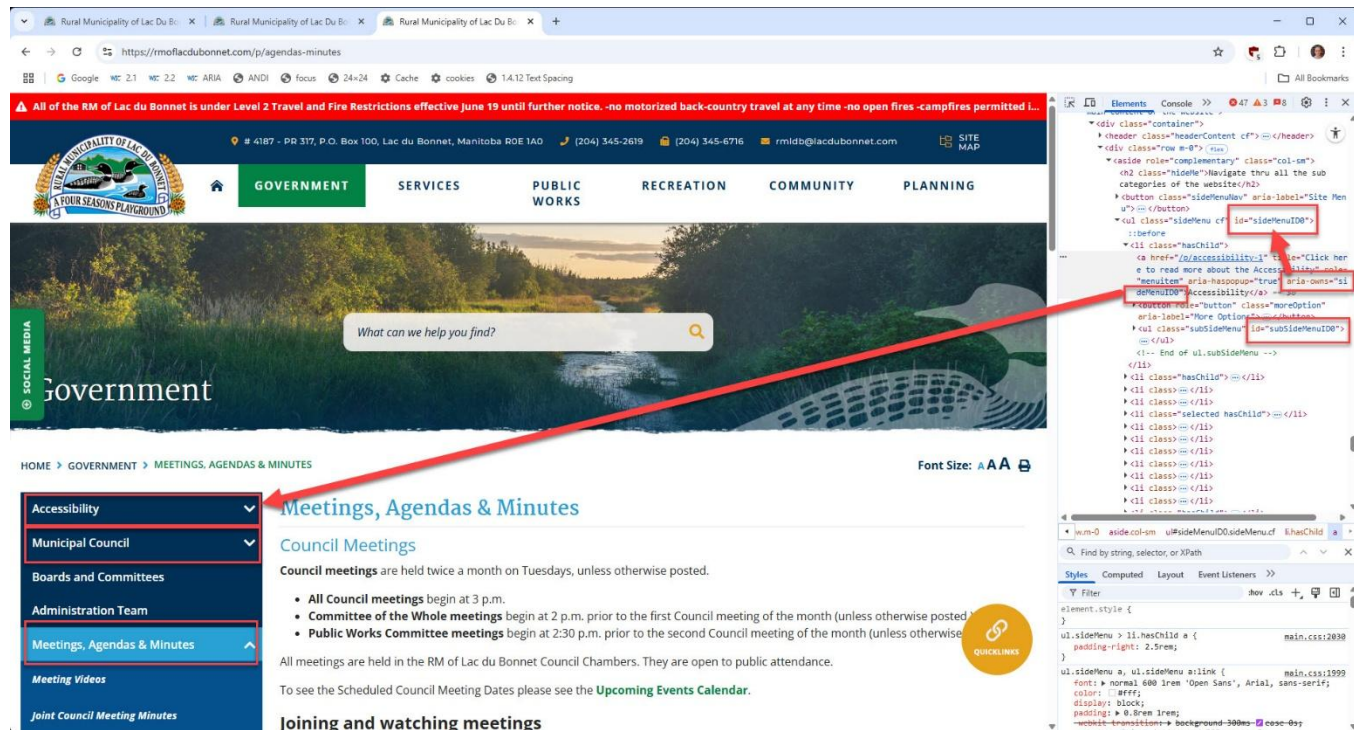 Rural Municipality of Lac Du Bo
Rural Municipality of Lac Du Bo
Rural Municipality of Lac Du Bo
https://rmoflacdubonnet.com/p/agendas-minutes
Google 2.1 2.2 ARIA ANDI focus 24×24 Cache cookies 1.4.12 Text Spacing All Bookmarks
All of the RM of Lac du Bonnet is under Level 2 Travel and Fire Restrictions effective June 19 until further notice. -no motorized back-country travel at any time -no open fires -campfires permitted i...
# 4187 - PR 317, P.O. Box 100, Lac du Bonnet, Manitoba R0E 1A0 (204) 345-2619 (204) 345-6716 rmldb@lacdubonnet.com SITE MAP
RURAL MUNICIPALITY OF LAC DU BONNET
A FOUR SEASONS PLAYGROUND
GOVERNMENT SERVICES PUBLIC WORKS RECREATION COMMUNITY PLANNING
What can we help you find?
SOCIAL MEDIA
Government
HOME > GOVERNMENT > MEETINGS, AGENDAS & MINUTES
Font Size: A A A
Accessibility
Municipal Council
Boards and Committees
Administration Team
Meetings, Agendas & Minutes
Meeting Videos
Joint Council Meeting Minutes
Meetings, Agendas & Minutes
Council Meetings
Council meetings are held twice a month on Tuesdays, unless otherwise posted.
• All Council meetings begin at 3 p.m.
• Committee of the Whole meetings begin at 2 p.m. prior to the first Council meeting of the month (unless otherwise posted
• Public Works Committee meetings begin at 2:30 p.m. prior to the second Council meeting of the month (unless otherwise
All meetings are held in the RM of Lac du Bonnet Council Chambers. They are open to public attendance.
To see the Scheduled Council Meeting Dates please see the Upcoming Events Calendar.
Joining and watching meetings
QUICKLINKS
Elements Console 47 3 8
<div class="container">
<header class="headerContent cf"> </header>
<div class="row m-0"> flex
<aside role="complementary" class="col-sm">
<h2 class="hideMe">Navigate thru all the sub
categories of the website</h2>
<button class="sideMenuNav" aria-label="Site Men
u"> </button>
<ul class="sideMenu cf" id="sideMenuID0">
::before
<li class="hasChild">
<a href="/p/accessibility-1" title="Click her
e to read more about the Accessibility" role=
"menuitem" aria-haspopup="true" aria-owns="si
deMenuID0">Accessibility</a>
<button role="button" class="moreOption"
aria-label="More Options"> </button>
<ul class="subSideMenu" id="subSideMenuID0">
</ul>
<!-- End of ul.subSideMenu -->
</li>
<li class="hasChild"> </li>
<li class> </li>
<li class> </li>
<li class="selected hasChild"> </li>
<li class> </li>
<li class> </li>
<li class> </li>
<li class> </li>
<li class> </li>
<li class> </li>
<li class> </li>
w.m-0 aside.col-sm ul#sideMenuID0.sideMenu.cf li.hasChild a
Find by string, selector, or XPath
Styles Computed Layout Event Listeners
Filter :hov .cls
element.style {
}
ul.sideMenu > li.hasChild a { main.css:2030
padding-right: 2.5rem;
}
ul.sideMenu a, ul.sideMenu a:link { main.css:1999
font: normal 600 1rem 'Open Sans', Arial, sans-serif;
color: #fff;
display: block;
padding: 0.8rem 1rem;
-webkit-transition: background 300ms ease 0s;